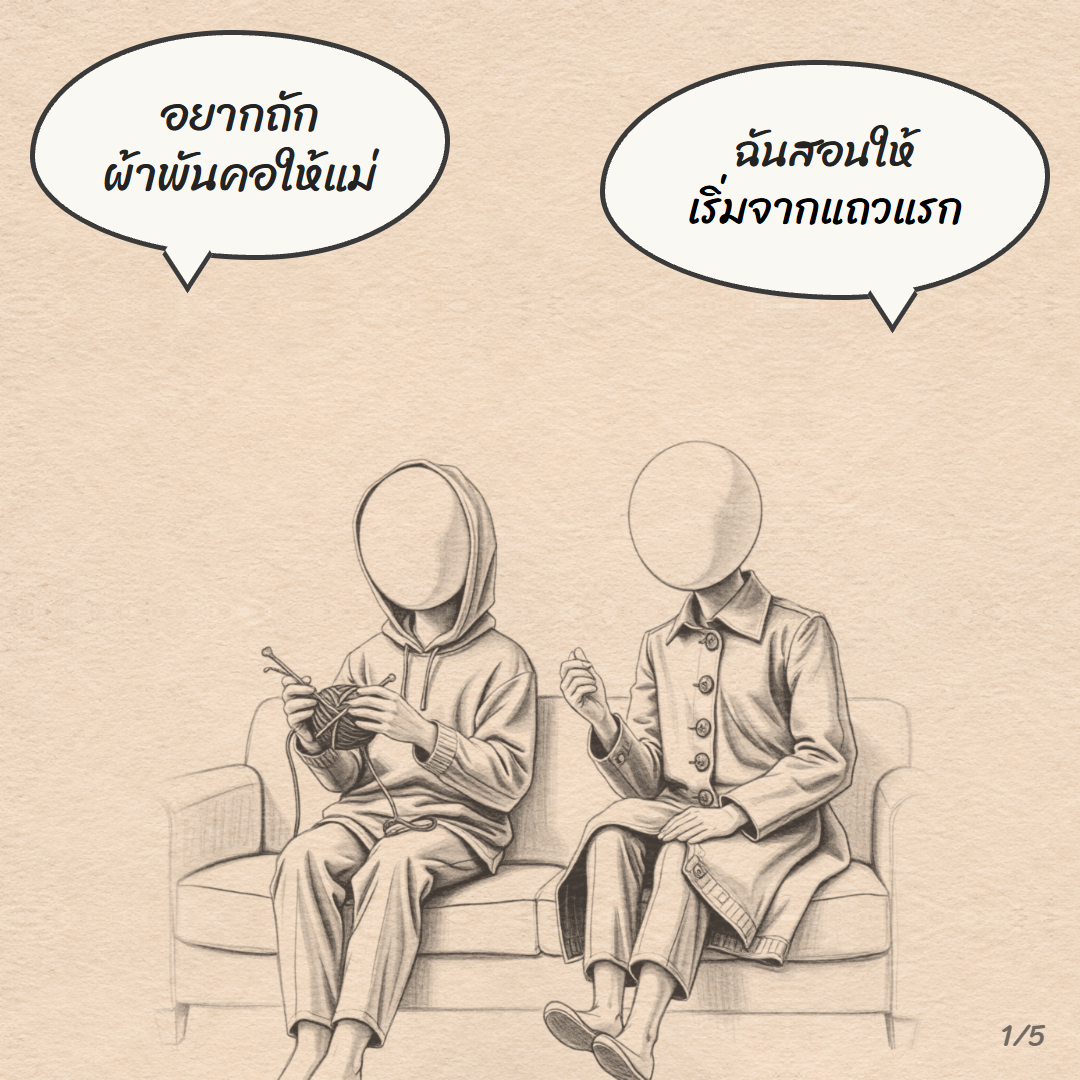 อยากถัก
ผ้าพันคอให้แม่
ฉันสอนให้
เริ่มจากแถวแรก
1/5